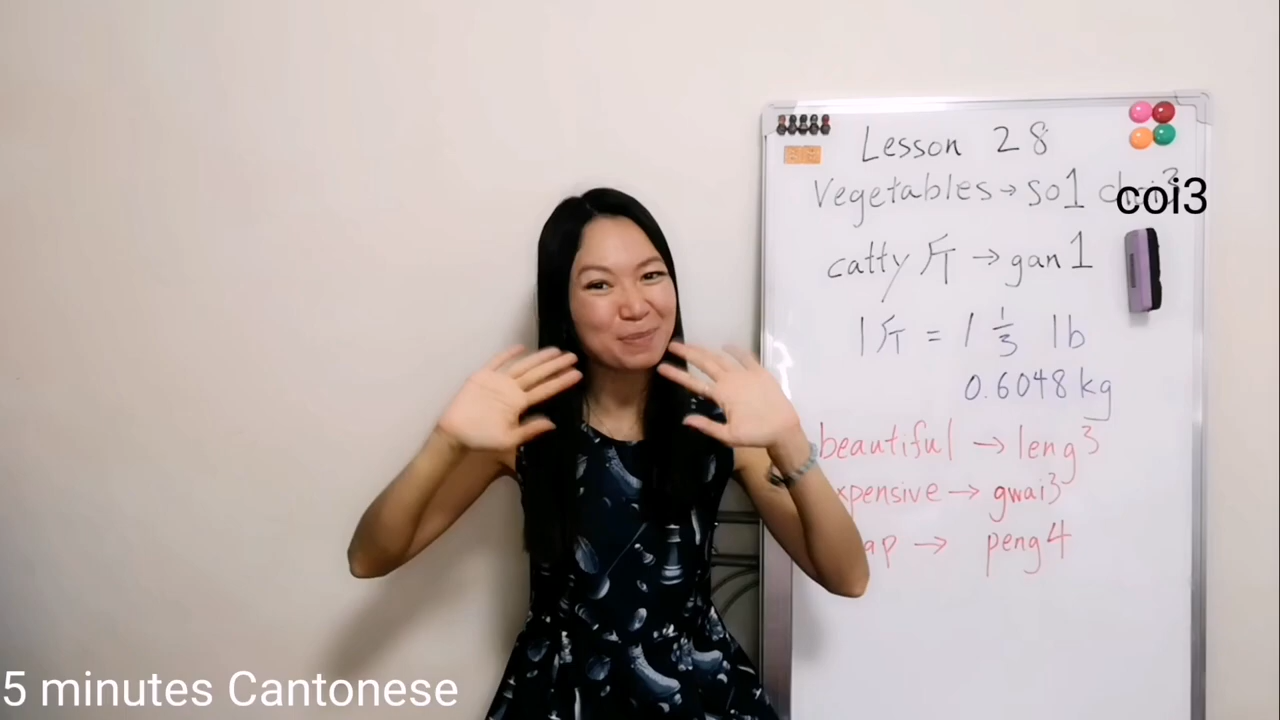 Lesson 28
Vegetables → so1 coi3
catty 斤 → gan1
1斤 = 1 1/3 lb
0.6048 kg
beautiful → leng3
xpensive → gwai3
ap → peng4
5 minutes Cantonese